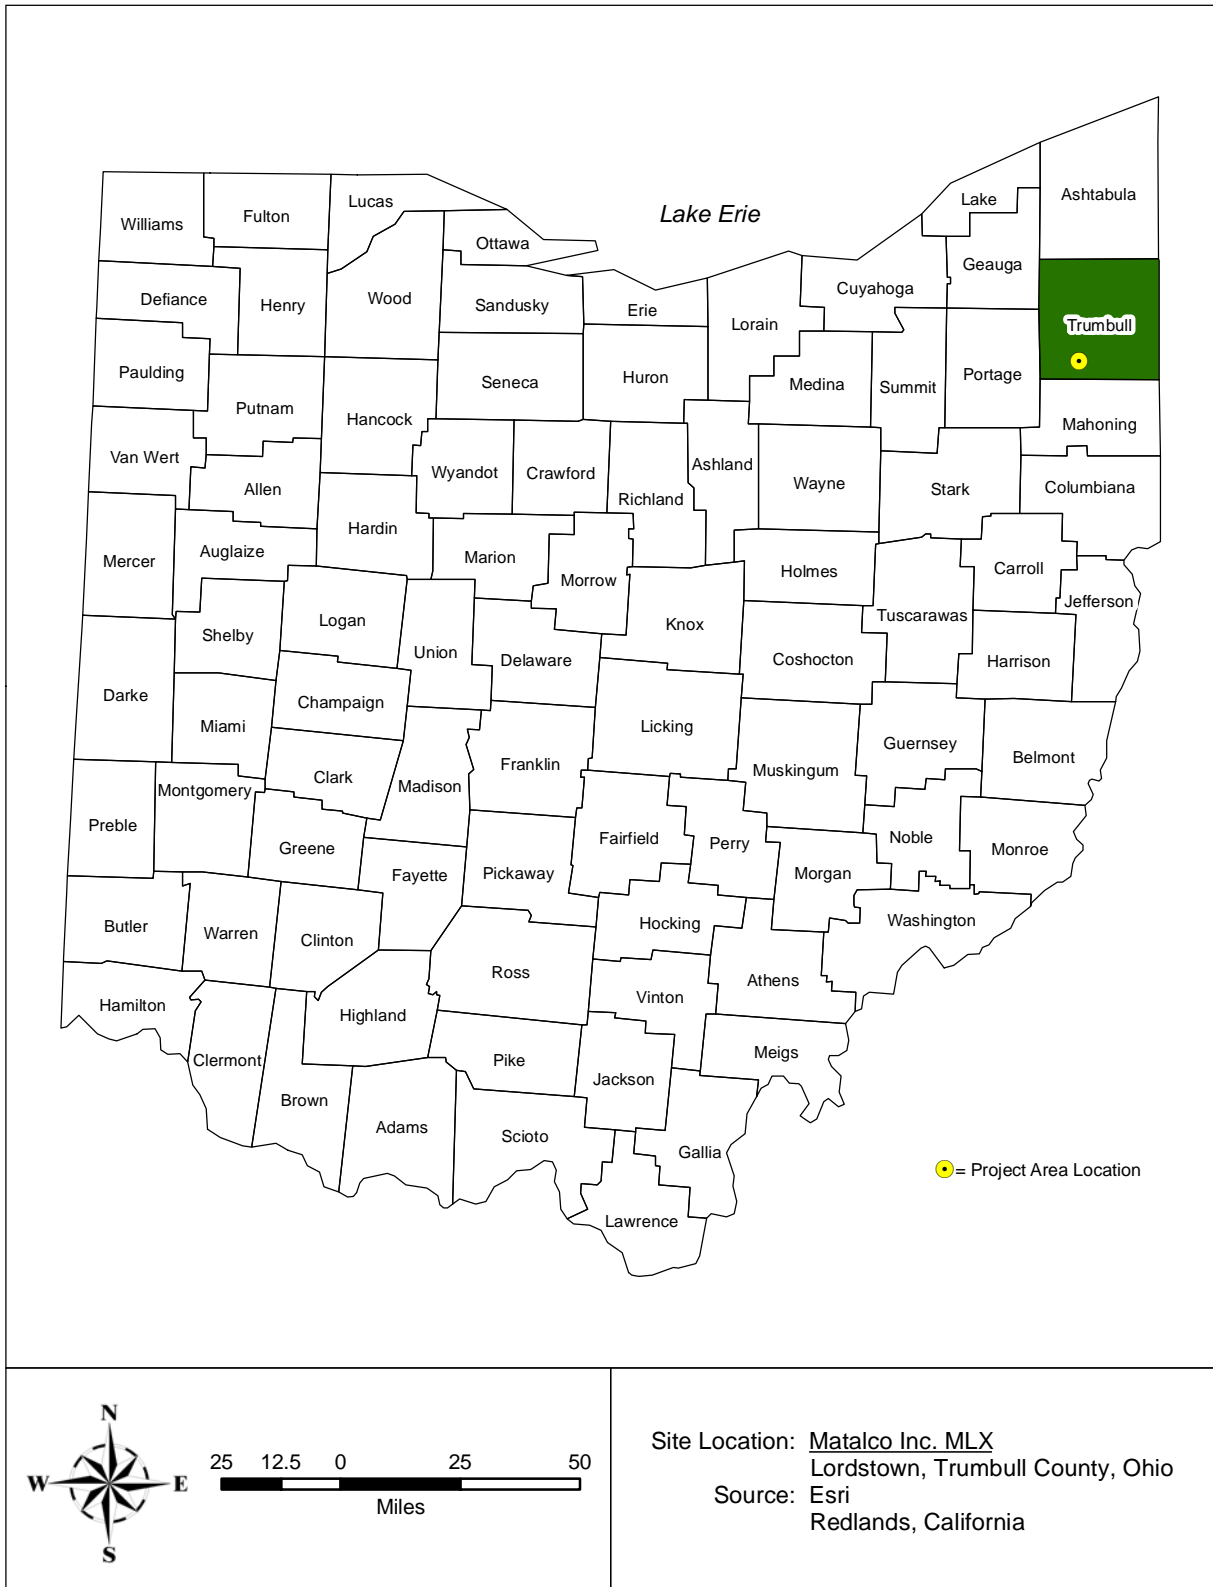 Ashtabula
Lake
Lucas
Lake Erie
Fulton
Williams
Ottawa
Geauga
Cuyahoga
Defiance
Henry
Wood
Sandusky
Erie
Lorain
Trumbull
Paulding
Seneca
Huron
Medina
Summit
Portage
Putnam
Hancock
Mahoning
Van Wert
Allen
Wyandot
Crawford
Richland
Ashland
Wayne
Stark
Columbiana
Hardin
Mercer
Auglaize
Marion
Morrow
Holmes
Carroll
Jefferson
Tuscarawas
Shelby
Logan
Union
Knox
Delaware
Coshocton
Harrison
Darke
Champaign
Miami
Licking
Guernsey
Belmont
Franklin
Muskingum
Clark
Madison
Montgomery
Preble
Greene
Fairfield
Perry
Noble
Monroe
Fayette
Pickaway
Morgan
Butler
Warren
Clinton
Hocking
Washington
Ross
Athens
Vinton
Hamilton
Highland
Clermont
Pike
Meigs
Jackson
Brown
Adams
Scioto
Gallia
Lawrence
= Project Area Location
N
W E
S
25 12.5 0 25 50
Miles
Site Location: Matalco Inc. MLX
Lordstown, Trumbull County, Ohio
Source: Esri
Redlands, California